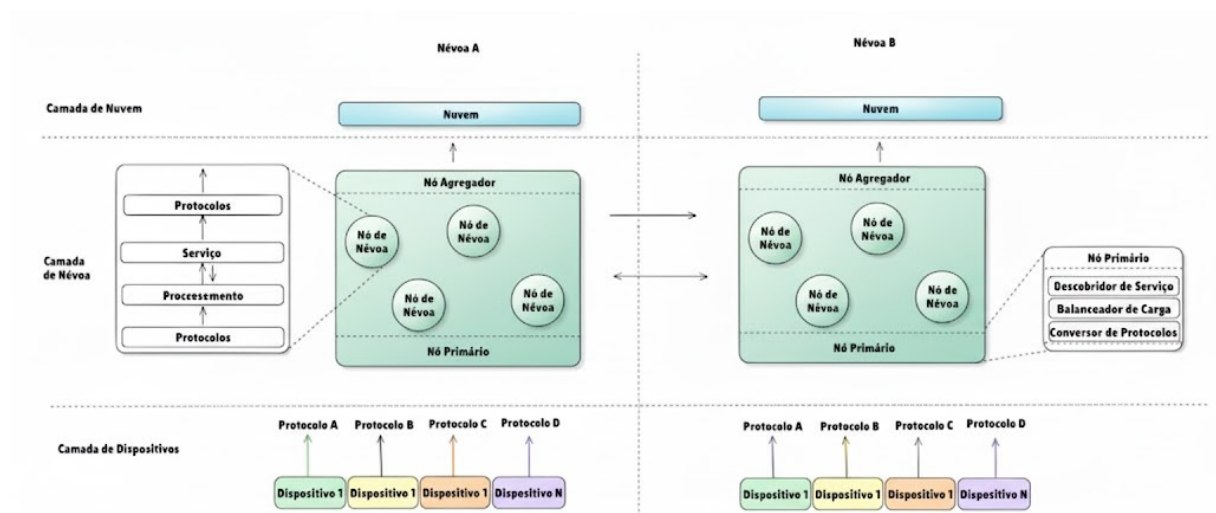 Névoa A
Névoa B
Camada de Nuvem
Nuvem
Nuvem
Camada
de Névoa
Protocolos
Serviço
Proccesemento
Protocolos
Nó Agregador
Nó de
Névoa
Nó de
Névoa
Nó de
Névoa
Nó de
Névoa
Nó Primário
Nó Agregador
Nó de
Névoa
Nó de
Névoa
Nó de
Névoa
Nó de
Névoa
Nó Primário
Nó Primário
Descobridor de Serviço
Balanceador de Carga
Conversor de Protocolos
Camada de Dispositivos
Protocolo A
Protocolo B
Protocolo C
Protocolo D
Dispositivo 1
Dispositivo 1
Dispositivo 1
Dispositivo N
Protocolo A
Protocolo B
Protocolo C
Protocolo D
Dispositivo 1
Dispositivo 1
Dispositivo 1
Dispositivo N